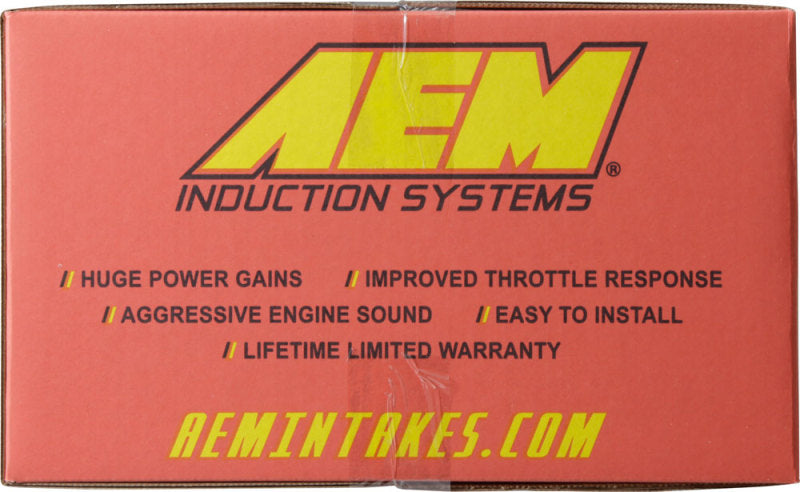 AEM®
INDUCTION SYSTEMS
// HUGE POWER GAINS // IMPROVED THROTTLE RESPONSE
// AGGRESSIVE ENGINE SOUND // EASY TO INSTALL
// LIFETIME LIMITED WARRANTY
AEMINTAKES.COM